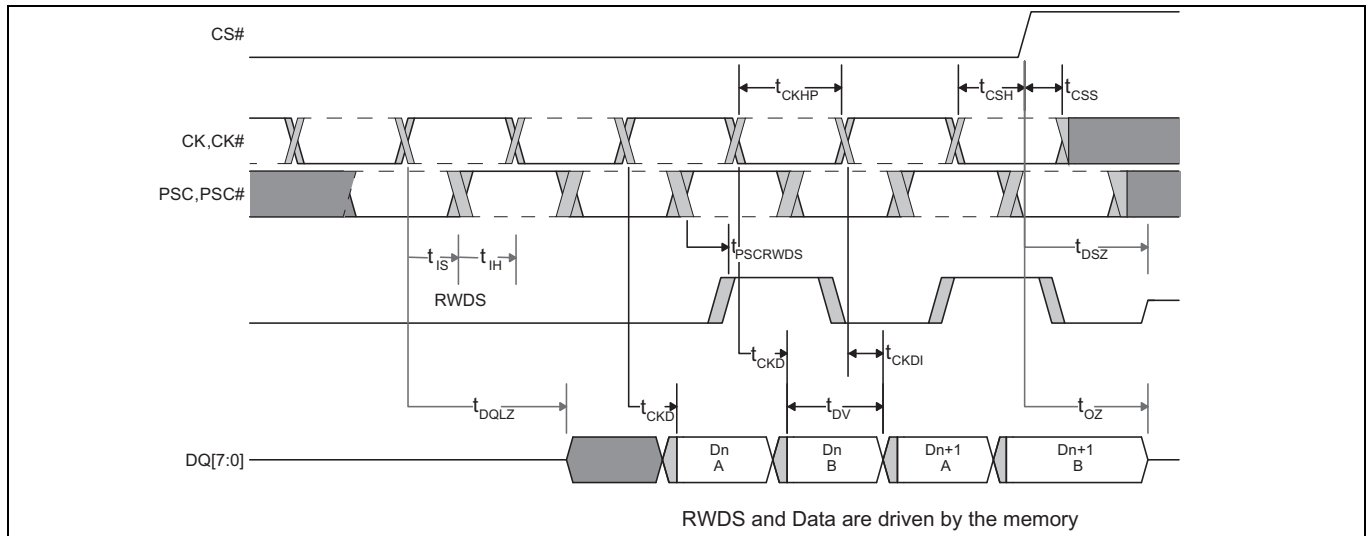 CS#
tCKHP
tCSH
tCSS
CK,CK#
PSC,PSC#
tIS
tIH
tPSCRWDS
tDSZ
RWDS
tCKD
tCKDI
tDQLZ
tCKD
tDV
tOZ
DQ[7:0]
Dn
A
Dn
B
Dn+1
A
Dn+1
B
RWDS and Data are driven by the memory